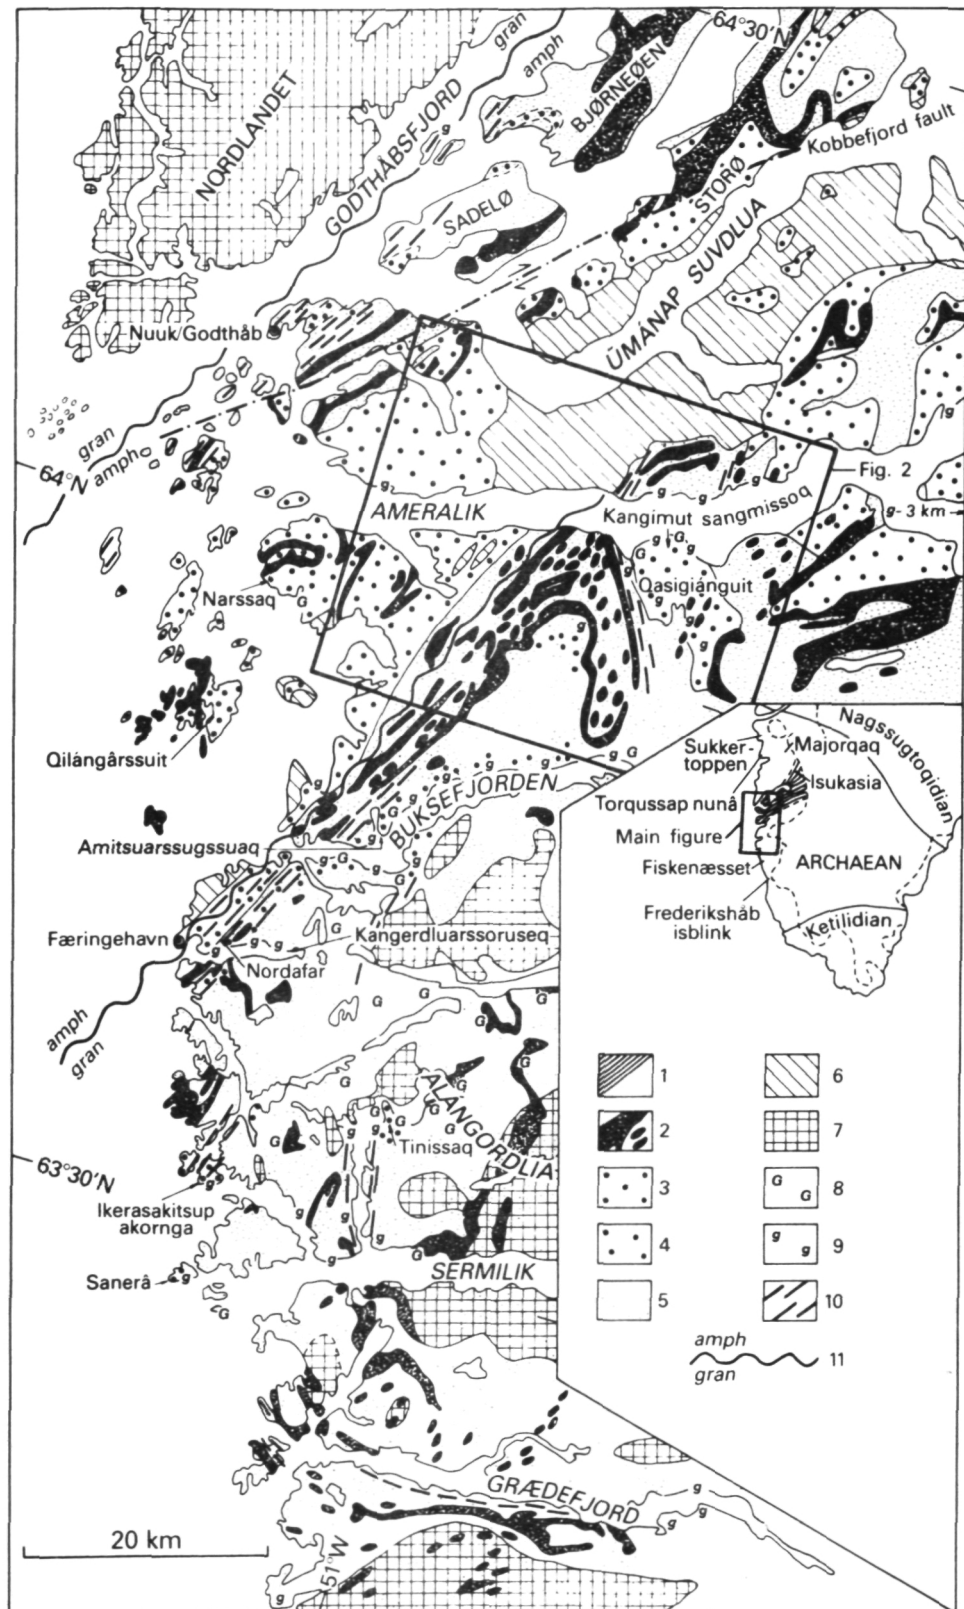 64°30'N
gran
amph
BJØRNEØEN
NORDLANDET
GODTHÅBSFJORD
Kobbefjord fault
STORØ
SADELØ
ÛMÁNAP SUVDLUA
Nuuk/Godthåb
gran
amph
64°N
Fig. 2
AMERALIK
Kangimut sangmissoq
g-3 km
Narssaq
Qasigiánguit
Qilángârssuit
BUKSEFJORDEN
Amitsuarssugssuaq
Færingehavn
Kangerdluarssoruseq
Nordafar
amph
gran
ALÁNGORDLIA
Tinissaq
63°30'N
Ikerasakitsup
akornga
Sanerâ
SERMILIK
GRÆDEFJORD
20 km
51°W
Nagssugtoqidian
Sukker-
toppen
Majorqaq
Isukasia
Torqussap nunâ
Main figure
ARCHAEAN
Fiskenæsset
Frederikshåb
isblink
Ketilidian
1
2
3
4
5
6
7
G G 8
g g 9
10
amph
gran
11